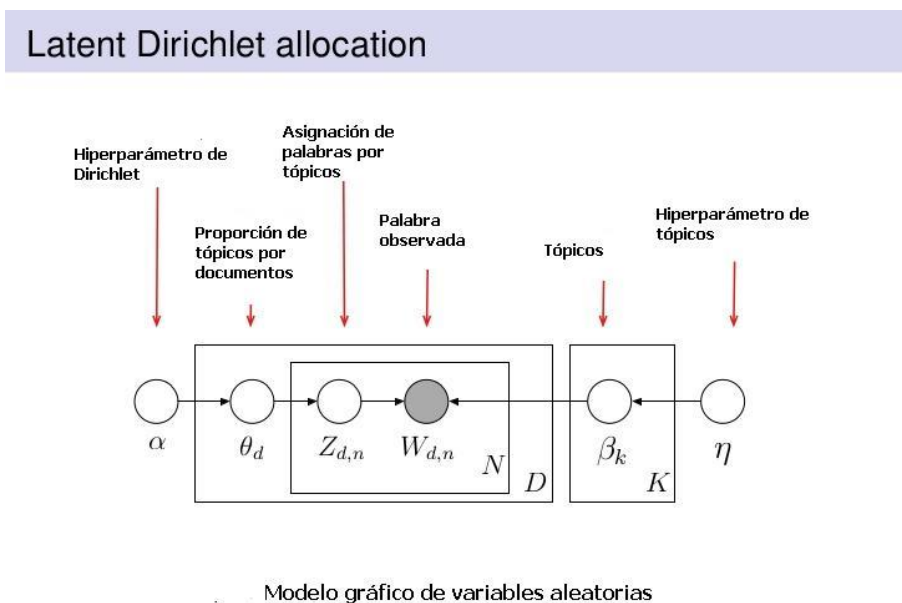 Latent Dirichlet allocation
Hiperparámetro de
Dirichlet
Proporción de
tópicos por
documentos
Asignación de
palabras por
tópicos
Palabra
observada
Tópicos
Hiperparámetro de
tópicos
α
θ_d
Z_{d,n}
W_{d,n}
N
D
β_k
K
η
Modelo gráfico de variables aleatorias